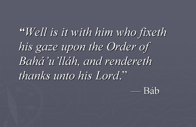 “Well is it with him who fixeth
his gaze upon the Order of
Bahá’u’lláh, and rendereth
thanks unto his Lord.”
— Báb